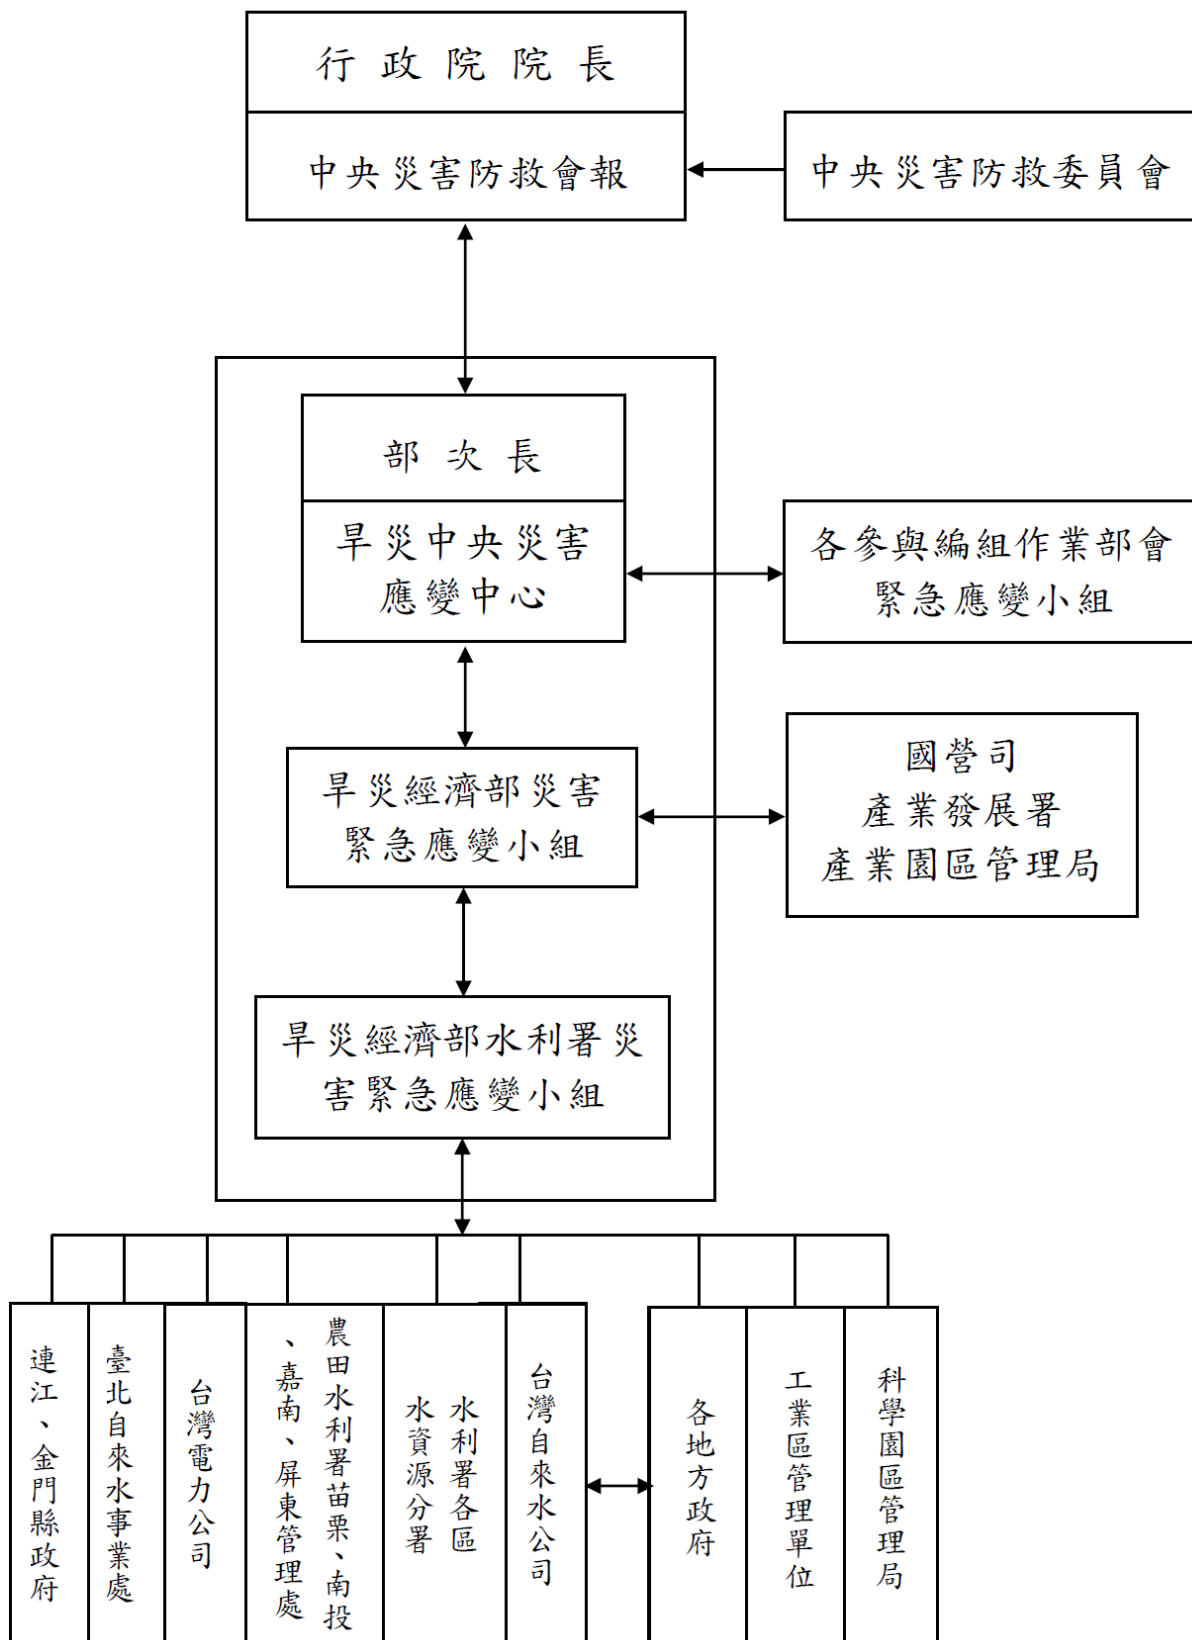 行政院院長
中央災害防救會報
中央災害防救委員會
部次長
旱災中央災害
應變中心
各參與編組作業部會
緊急應變小組
旱災經濟部災害
緊急應變小組
國營司
產業發展署
產業園區管理局
旱災經濟部水利署災
害緊急應變小組
連江、金門縣政府
臺北自來水事業處
台灣電力公司
農田水利署苗栗、南投
、嘉南、屏東管理處
水利署各區
水資源分署
台灣自來水公司
各地方政府
工業區管理單位
科學園區管理局